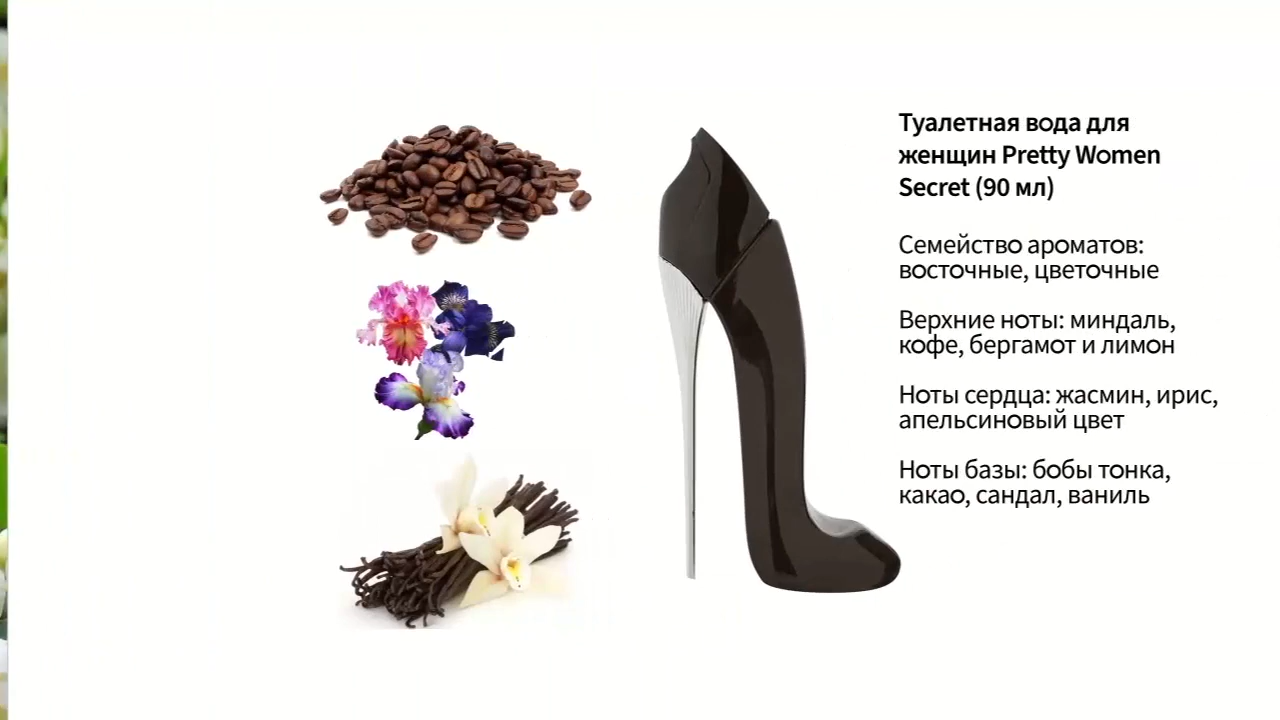 Туалетная вода для
женщин Pretty Women
Secret (90 мл)
Семейство ароматов:
восточные, цветочные
Верхние ноты: миндаль,
кофе, бергамот и лимон
Ноты сердца: жасмин, ирис,
апельсиновый цвет
Ноты базы: бобы тонка,
какао, сандал, ваниль